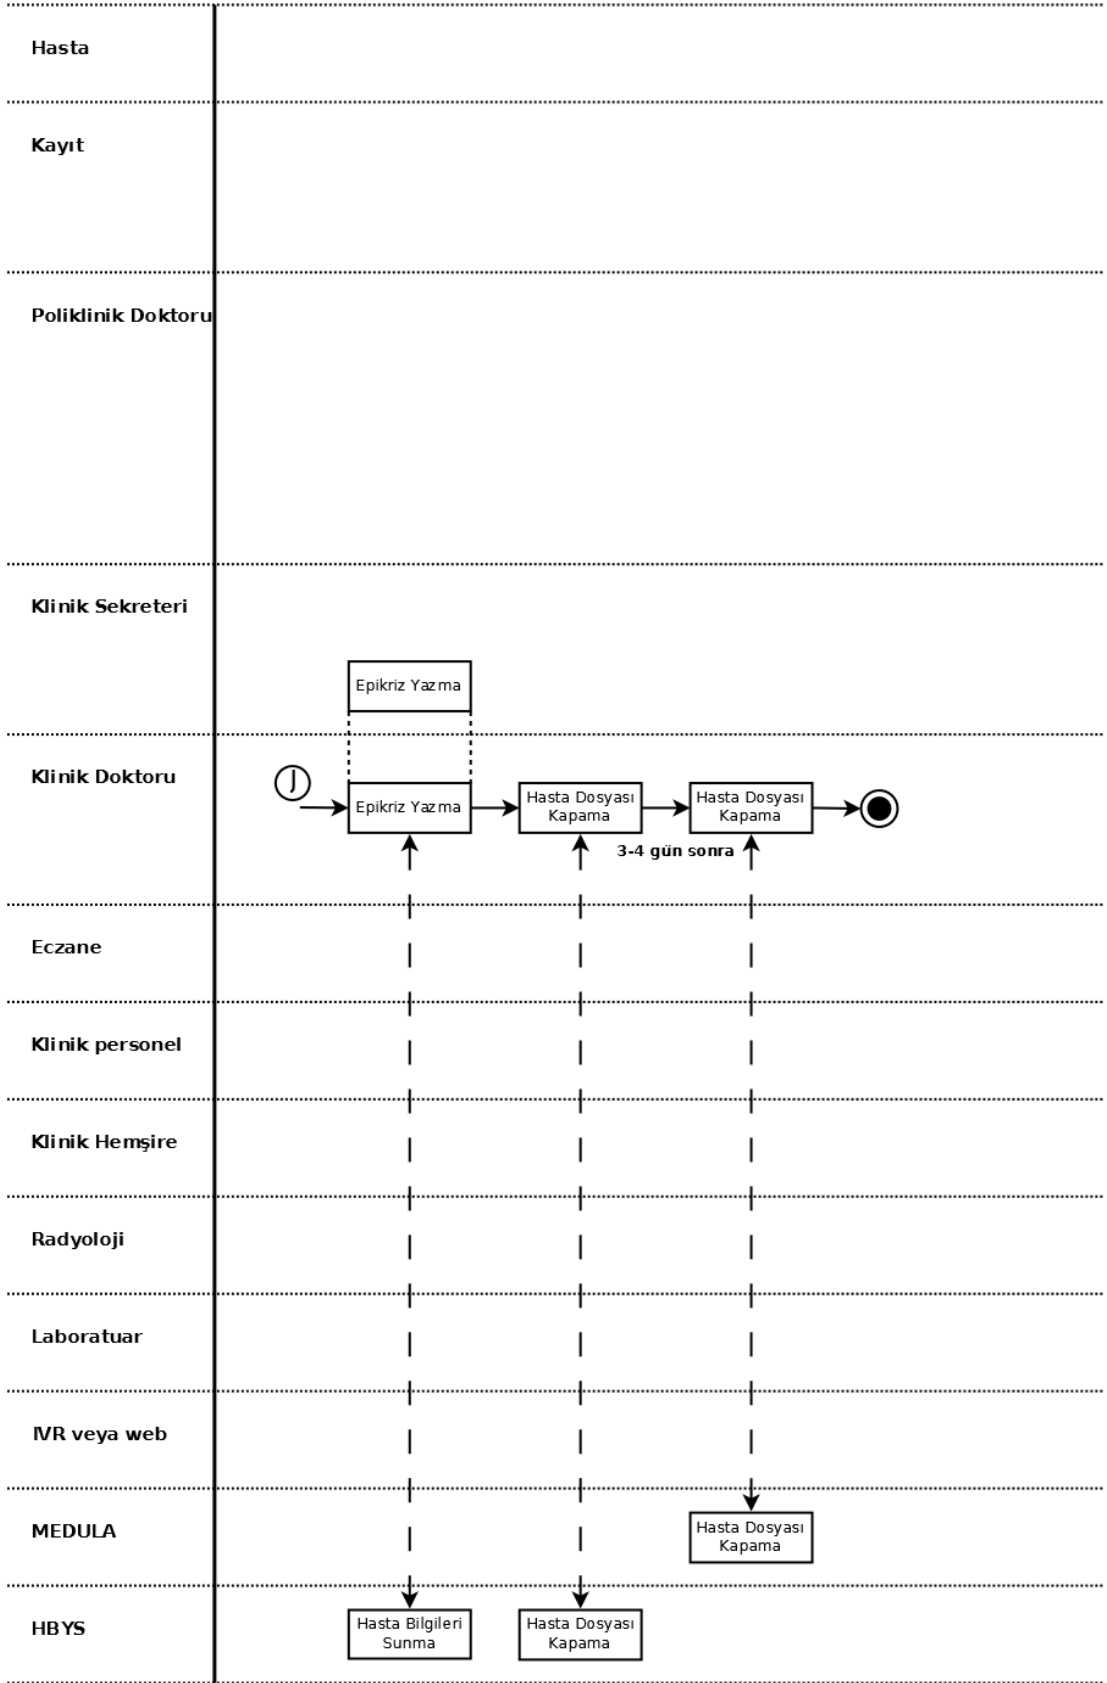 Hasta
Kayıt
Poliklinik Doktoru
Klinik Sekreteri
Epikriz Yazma
Klinik Doktoru
J
Epikriz Yazma
Hasta Dosyası
Kapama
Hasta Dosyası
Kapama
3-4 gün sonra
Eczane
Klinik personel
Klinik Hemşire
Radyoloji
Laboratuar
IVR veya web
MEDULA
Hasta Dosyası
Kapama
HBYS
Hasta Bilgileri
Sunma
Hasta Dosyası
Kapama